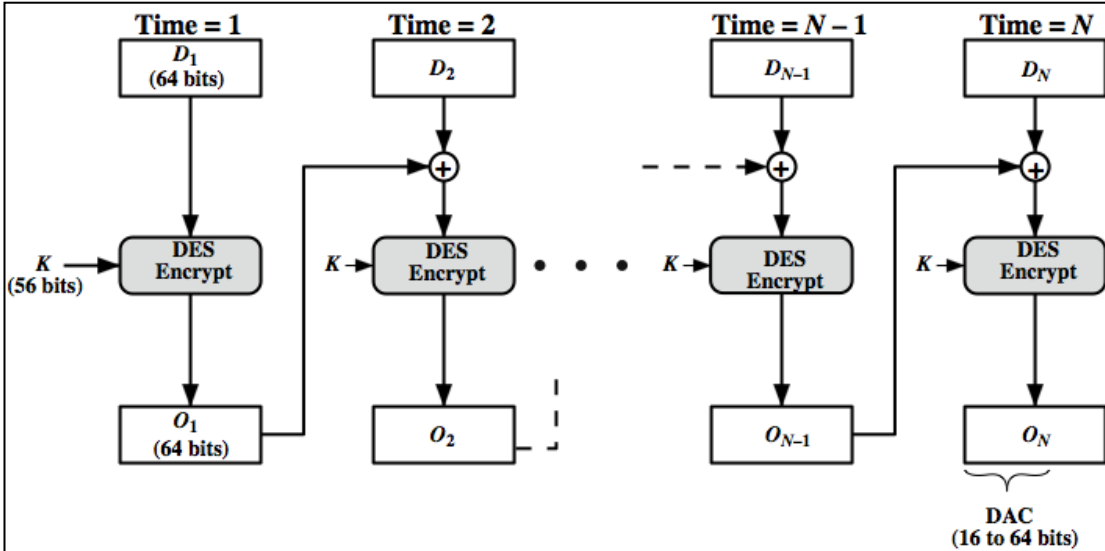 Time = 1
Time = 2
Time = N – 1
Time = N
D1
(64 bits)
D2
DN–1
DN
+
+
+
K
(56 bits)
DES
Encrypt
K
DES
Encrypt
• • •
K
DES
Encrypt
K
DES
Encrypt
O1
(64 bits)
O2
ON–1
ON
DAC
(16 to 64 bits)